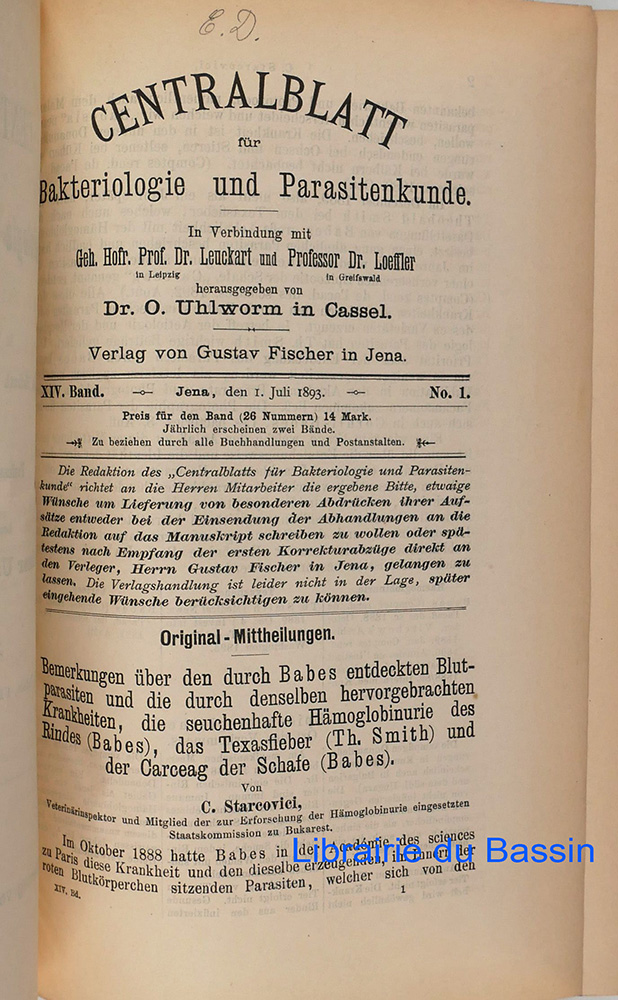 E. D.
CENTRALBLATT
für
Bakteriologie und Parasitenkunde.
In Verbindung mit
Geh. Hofr. Prof. Dr. Leuckart und Professor Dr. Loeffler
in Leipzig in Greifswald
herausgegeben von
Dr. O. Uhlworm in Cassel.
Verlag von Gustav Fischer in Jena.
XIV. Band. Jena, den 1. Juli 1893. No. 1.
Preis für den Band (26 Nummern) 14 Mark.
Jährlich erscheinen zwei Bände.
Zu beziehen durch alle Buchhandlungen und Postanstalten.
Die Redaktion des „Centralblatts für Bakteriologie und Parasiten-
kunde“ richtet an die Herren Mitarbeiter die ergebene Bitte, etwaige
Wünsche um Lieferung von besonderen Abdrücken ihrer Auf-
sätze entweder bei der Einsendung der Abhandlungen an die
Redaktion auf das Manuskript schreiben zu wollen oder spä-
testens nach Empfang der ersten Korrekturabzüge direkt an
den Verleger, Herrn Gustav Fischer in Jena, gelangen zu
lassen. Die Verlagshandlung ist leider nicht in der Lage, später
eingehende Wünsche berücksichtigen zu können.
Original-Mittheilungen.
Bemerkungen über den durch Babes entdeckten Blut-
parasiten und die durch denselben hervorgebrachten
Krankheiten, die seuchenhafte Hämoglobinurie des
Rindes (Babes), das Texasfieber (Th. Smith) und
der Carceag der Schafe (Babes).
Von
C. Starcovici,
Veterinärinspektor und Mitglied der zur Erforschung der Hämoglobinurie eingesetzten
Staatskommission zu Bukarest.
Im Oktober 1888 hatte Babes in der Académie des sciences
zu Paris diese Krankheit und den dieselbe erzeugenden, im Innern der
roten Blutkörperchen sitzenden Parasiten, welcher sich von den
XIV. Bd. 1
Librairie du Bassin